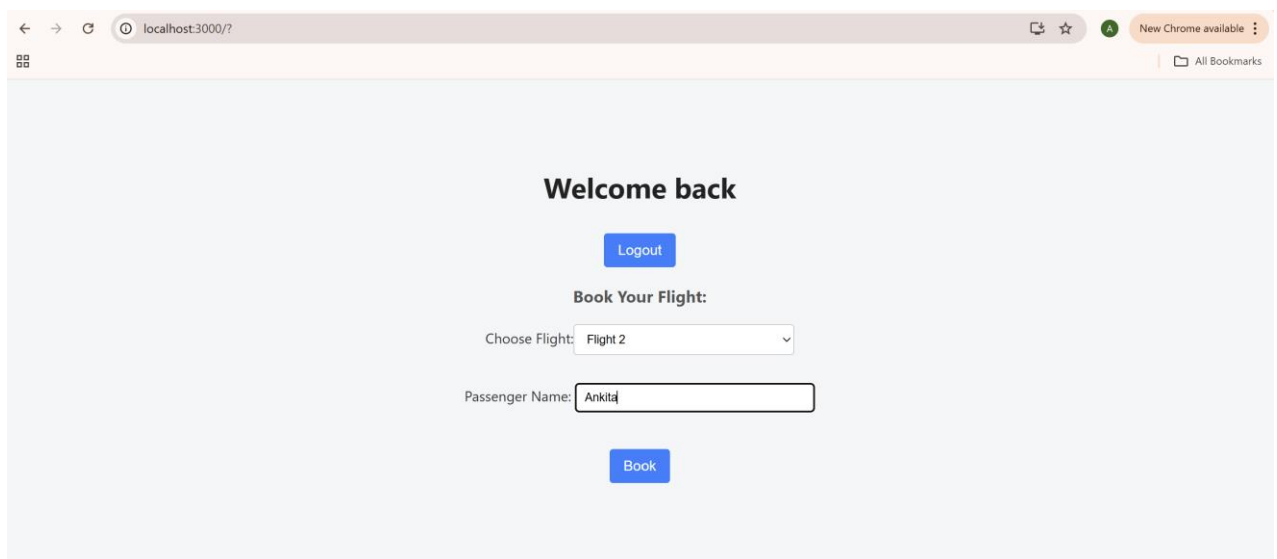 localhost:3000/?
A
New Chrome available
All Bookmarks
Welcome back
Logout
Book Your Flight:
Choose Flight: Flight 2
Passenger Name: Ankita
Book